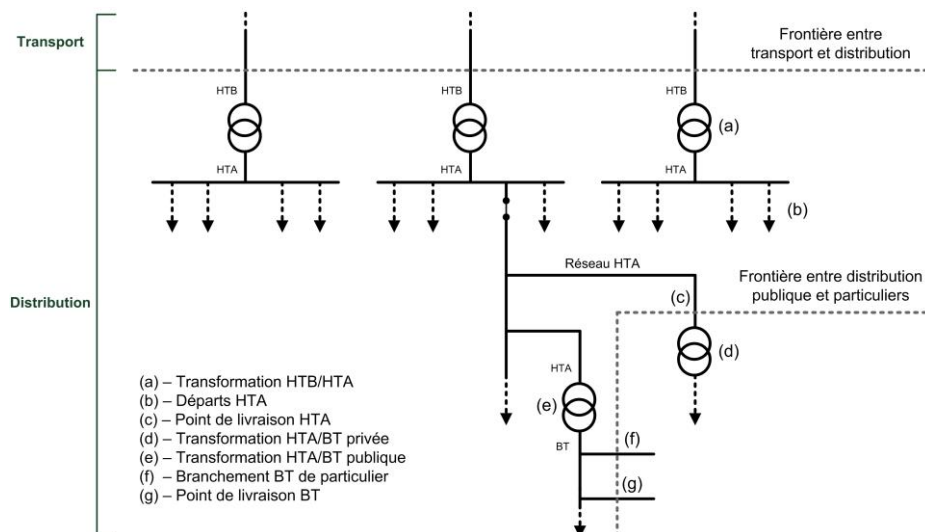 Transport
Frontière entre
transport et distribution
HTB
HTB
HTB
(a)
HTA
HTA
HTA
(b)
Réseau HTA
Distribution
Frontière entre distribution
publique et particuliers
(c)
(d)
HTA
(e)
BT
(f)
(g)
(a) – Transformation HTB/HTA
(b) – Départs HTA
(c) – Point de livraison HTA
(d) – Transformation HTA/BT privée
(e) – Transformation HTA/BT publique
(f) – Branchement BT de particulier
(g) – Point de livraison BT